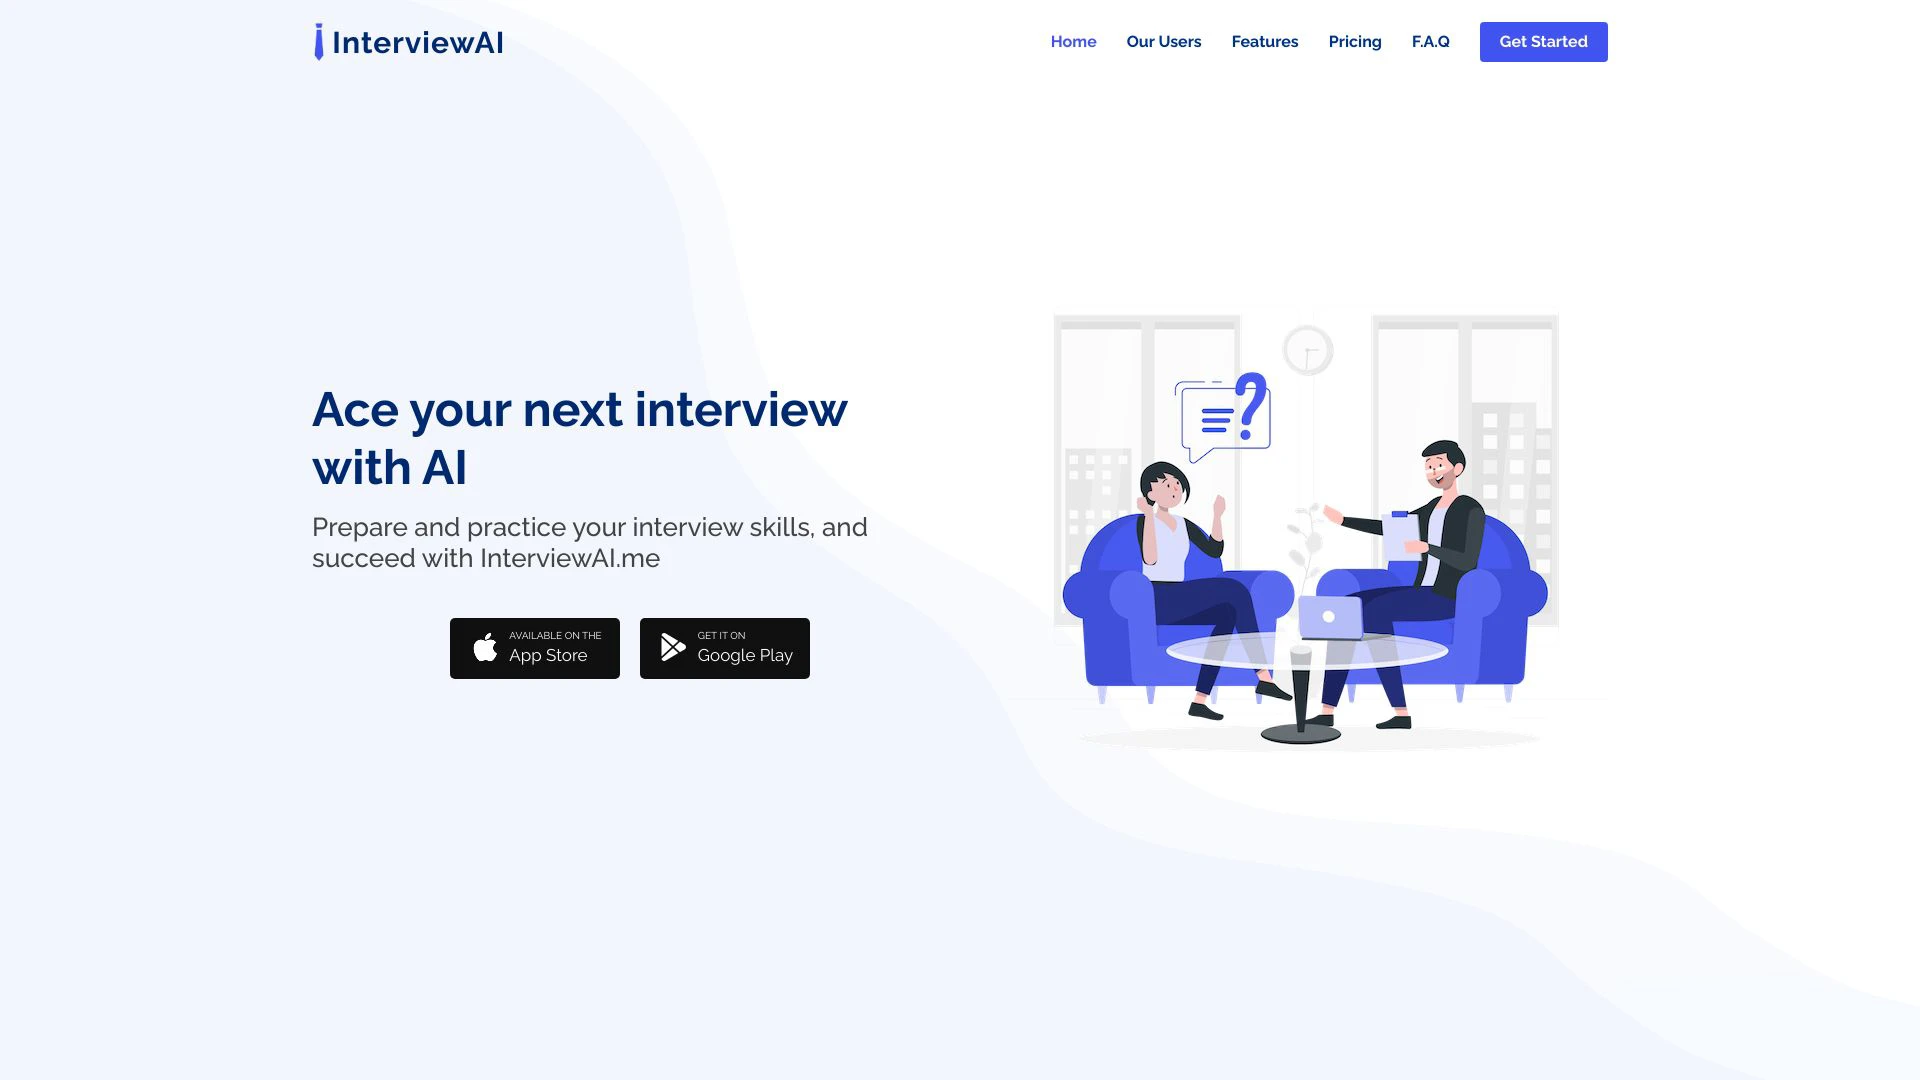 InterviewAI
Home
Our Users
Features
Pricing
F.A.Q
Get Started
Ace your next interview
with AI
Prepare and practice your interview skills, and
succeed with InterviewAI.me
AVAILABLE ON THE
App Store
GET IT ON
Google Play